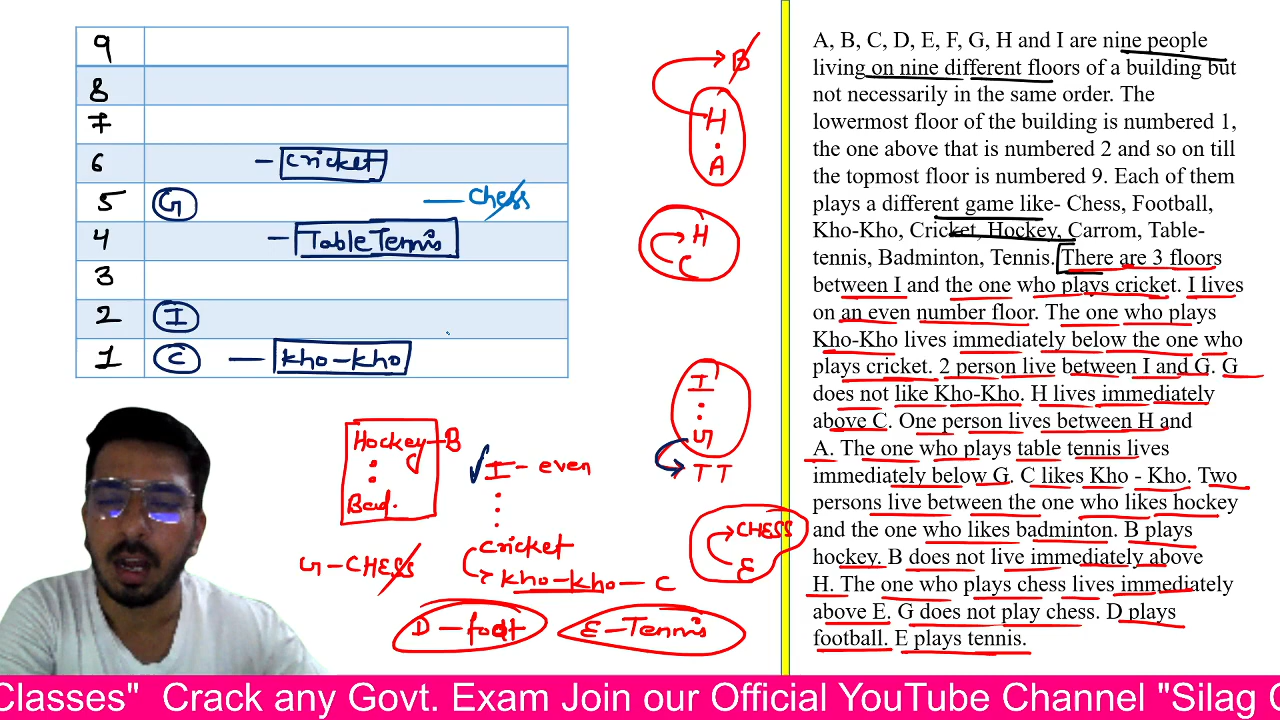 9
8
7
6 - Cricket
5 G — Chess
4 - Table Tennis
3
2 I
1 C — kho-kho
B
H
.
A
H
C
I
:
G
TT
CHESS
E
Hockey-B
:
Bad.
I - even
:
cricket
kho-kho - C
G - CHESS
D - foot
E - Tennis
A, B, C, D, E, F, G, H and I are nine people
living on nine different floors of a building but
not necessarily in the same order. The
lowermost floor of the building is numbered 1,
the one above that is numbered 2 and so on till
the topmost floor is numbered 9. Each of them
plays a different game like- Chess, Football,
Kho-Kho, Cricket, Hockey, Carrom, Table-
tennis, Badminton, Tennis. There are 3 floors
between I and the one who plays cricket. I lives
on an even number floor. The one who plays
Kho-Kho lives immediately below the one who
plays cricket. 2 person live between I and G. G
does not like Kho-Kho. H lives immediately
above C. One person lives between H and
A. The one who plays table tennis lives
immediately below G. C likes Kho - Kho. Two
persons live between the one who likes hockey
and the one who likes badminton. B plays
hockey. B does not live immediately above
H. The one who plays chess lives immediately
above E. G does not play chess. D plays
football. E plays tennis.
Classes" Crack any Govt. Exam Join our Official YouTube Channel "Silag C